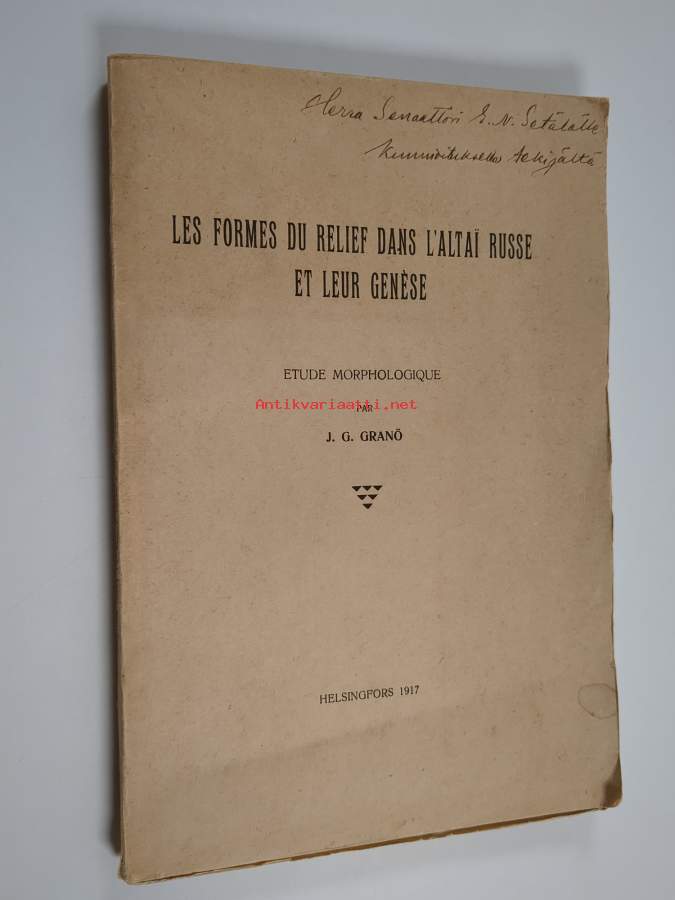 Herra Senaattori E. N. Setälälle
kunnioituksella tekijältä
LES FORMES DU RELIEF DANS L'ALTAÏ RUSSE
ET LEUR GENÈSE
ETUDE MORPHOLOGIQUE
Antikvariaatti.net
PAR
J. G. GRANÖ
HELSINGFORS 1917